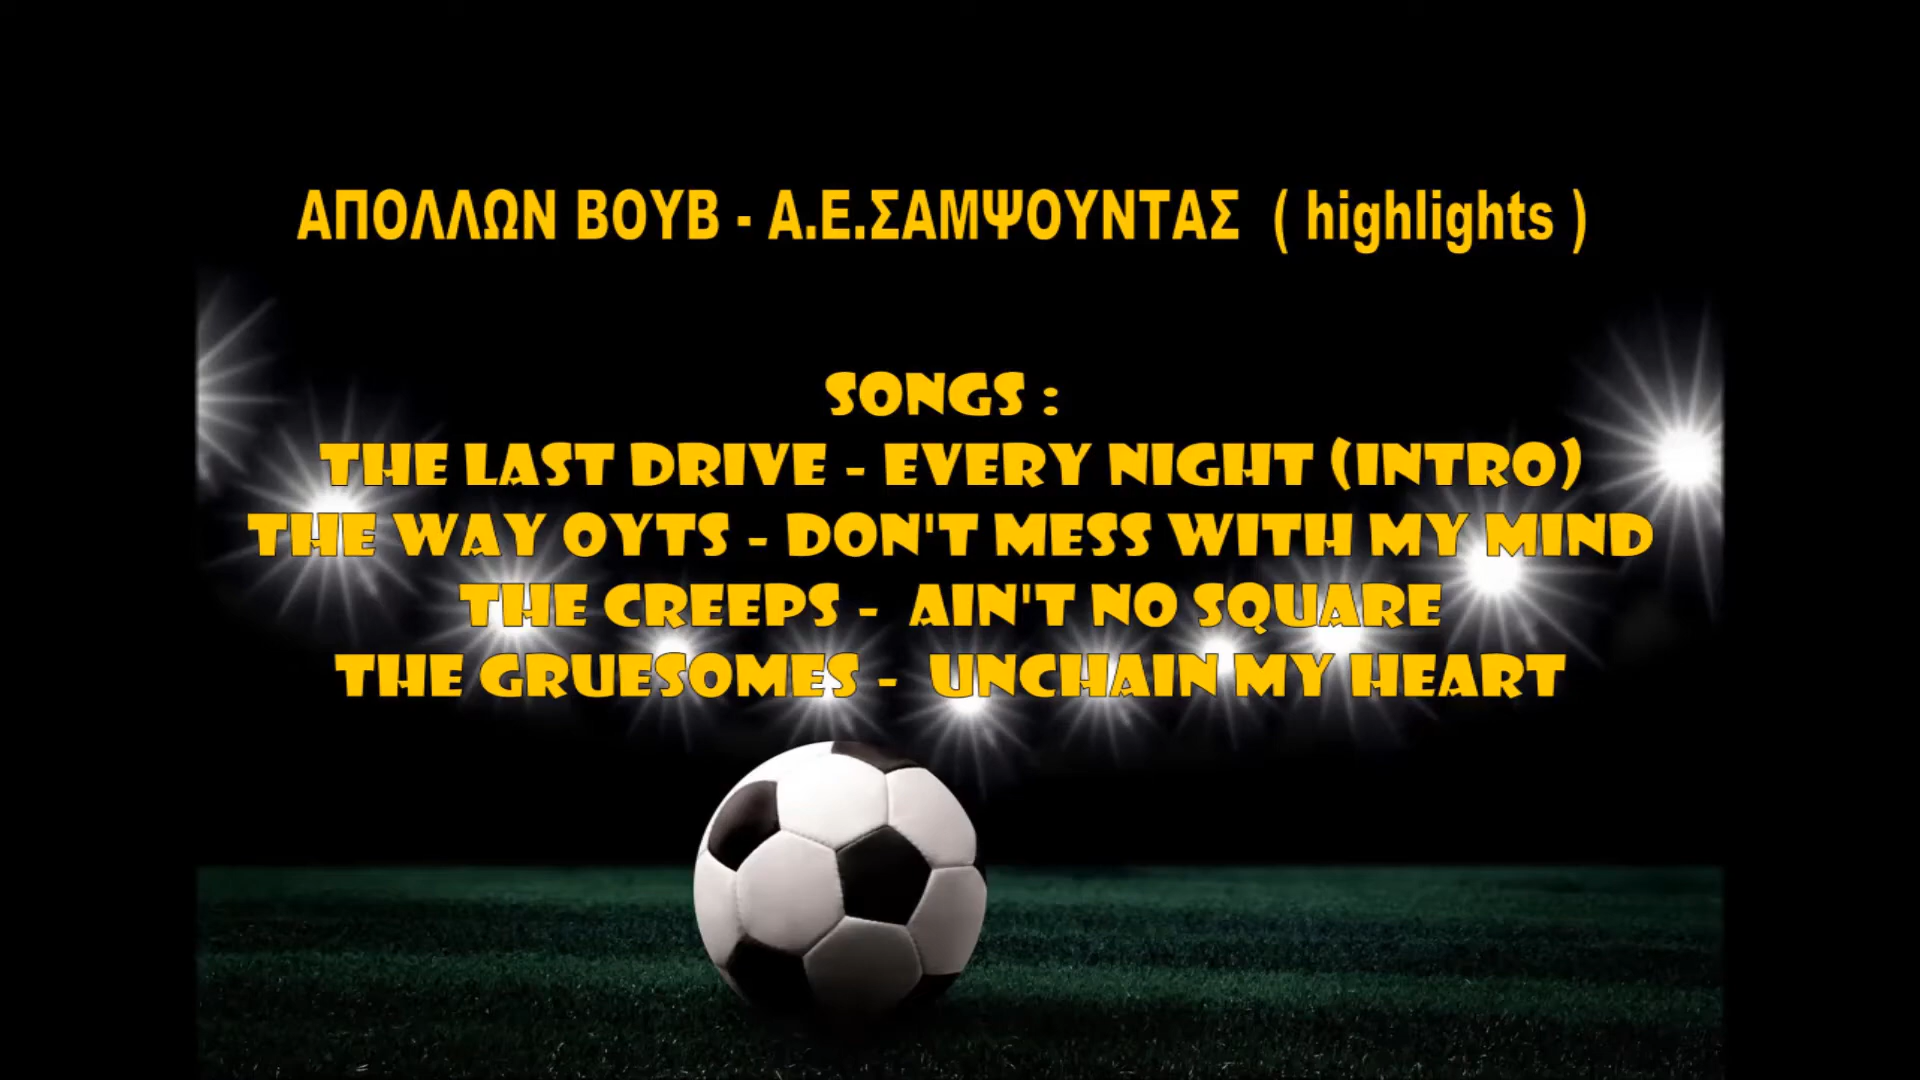 ΑΠΟΛΛΩΝ ΒΟΥΒ - Α.Ε.ΣΑΜΨΟΥΝΤΑΣ ( highlights )
SONGS :
THE LAST DRIVE - EVERY NIGHT (INTRO)
THE WAY OYTS - DON'T MESS WITH MY MIND
THE CREEPS - AIN'T NO SQUARE
THE GRUESOMES - UNCHAIN MY HEART